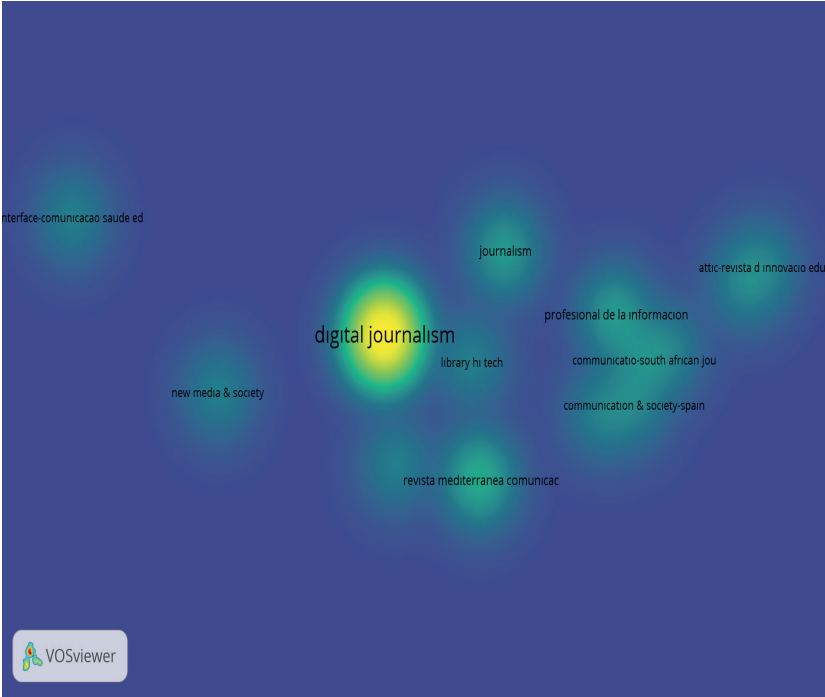 nterface-comunicacao saude ed
journalism
attic-revista d innovacio edu
profesional de la informacion
digital journalism
library hi tech
communicatio-south african jou
new media & society
communication & society-spain
revista mediterranea comunicac
VOSviewer